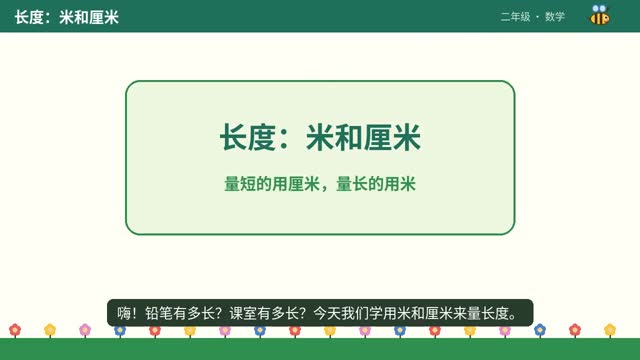 长度：米和厘米
二年级 · 数学
长度：米和厘米
量短的用厘米，量长的用米
嗨！铅笔有多长？课室有多长？今天我们学用米和厘米来量长度。